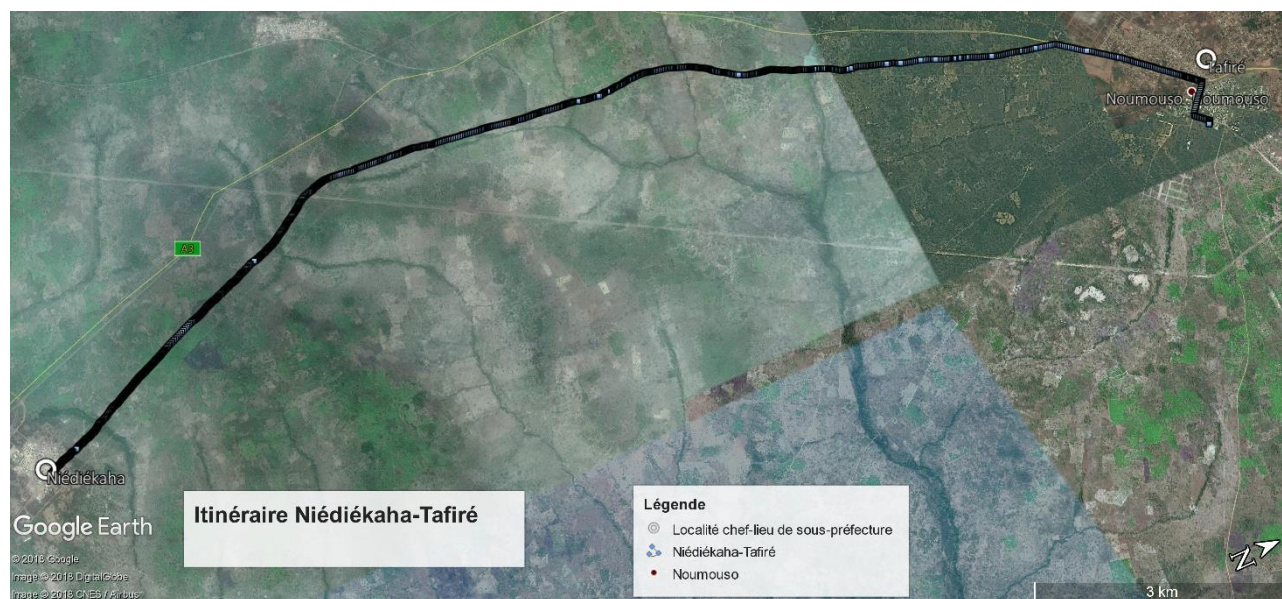 Tafiré
Noumouso Noumouso
A3
Niédiékaha
Itinéraire Niédiékaha-Tafiré
Légende
Localité chef-lieu de sous-préfecture
Niédiékaha-Tafiré
Noumouso
Google Earth
© 2018 Google
Image © 2018 DigitalGlobe
Image © 2018 CNES / Airbus
N
3 km